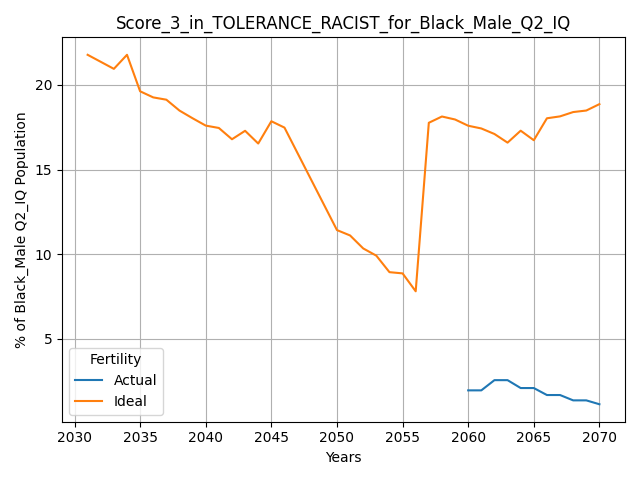 Score_3_in_TOLERANCE_RACIST_for_Black_Male_Q2_IQ
% of Black_Male Q2_IQ Population
20
15
10
5
Fertility
Actual
Ideal
2030 2035 2040 2045 2050 2055 2060 2065 2070
Years